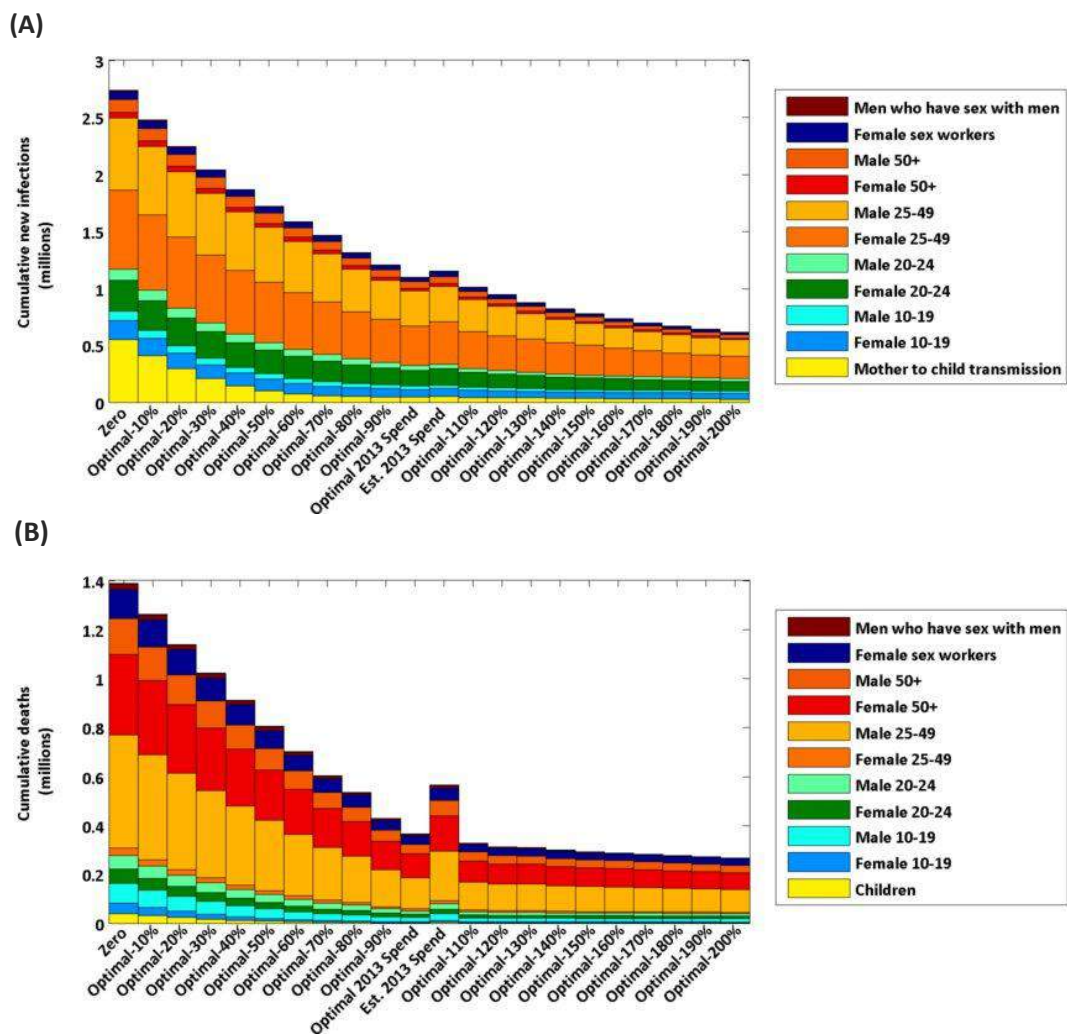 (A)
3
2.5
2
1.5
1
0.5
0
Cumulative new infections
(millions)
Zero
Optimal-10%
Optimal-20%
Optimal-30%
Optimal-40%
Optimal-50%
Optimal-60%
Optimal-70%
Optimal-80%
Optimal-90%
Optimal 2013 Spend
Est. 2013 Spend
Optimal-110%
Optimal-120%
Optimal-130%
Optimal-140%
Optimal-150%
Optimal-160%
Optimal-170%
Optimal-180%
Optimal-190%
Optimal-200%
Men who have sex with men
Female sex workers
Male 50+
Female 50+
Male 25-49
Female 25-49
Male 20-24
Female 20-24
Male 10-19
Female 10-19
Mother to child transmission
(B)
1.4
1.2
1
0.8
0.6
0.4
0.2
0
Cumulative deaths
(millions)
Zero
Optimal-10%
Optimal-20%
Optimal-30%
Optimal-40%
Optimal-50%
Optimal-60%
Optimal-70%
Optimal-80%
Optimal-90%
Optimal 2013 Spend
Est. 2013 Spend
Optimal-110%
Optimal-120%
Optimal-130%
Optimal-140%
Optimal-150%
Optimal-160%
Optimal-170%
Optimal-180%
Optimal-190%
Optimal-200%
Men who have sex with men
Female sex workers
Male 50+
Female 50+
Male 25-49
Female 25-49
Male 20-24
Female 20-24
Male 10-19
Female 10-19
Children